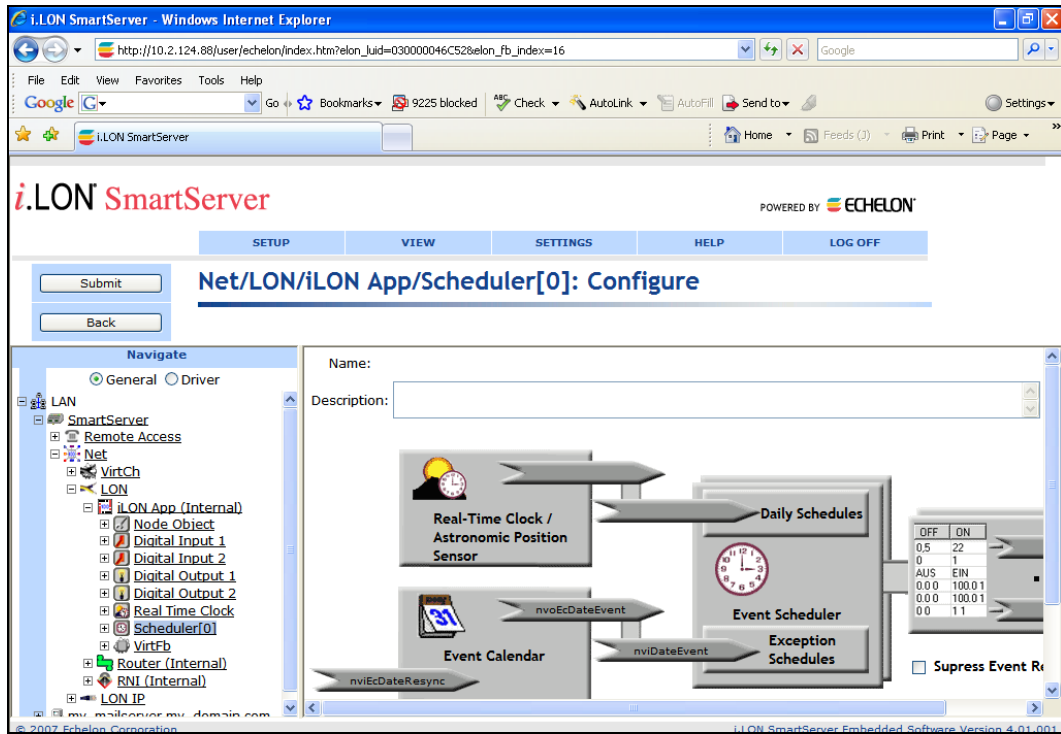 i.LON SmartServer - Windows Internet Explorer
http://10.2.124.88/user/echelon/index.htm?elon_luid=030000046C52&elon_fb_index=16
Google
File Edit View Favorites Tools Help
Google G Go Bookmarks 9225 blocked ABC Check AutoLink AutoFill Send to Settings
i.LON SmartServer
Home Feeds (J) Print Page »
i.LON SmartServer
POWERED BY ECHELON
SETUP VIEW SETTINGS HELP LOG OFF
Submit
Net/LON/iLON App/Scheduler[0]: Configure
Back
Navigate
General Driver
LAN
SmartServer
Remote Access
Net
VirtCh
LON
iLON App (Internal)
Node Object
Digital Input 1
Digital Input 2
Digital Output 1
Digital Output 2
Real Time Clock
Scheduler[0]
VirtFb
Router (Internal)
RNI (Internal)
LON IP
my_mailserver.my_domain.com
Name:
Description:
Real-Time Clock /
Astronomic Position
Sensor
31
Event Calendar
nvoEcDateEvent
nviEcDateResync
nviDateEvent
Daily Schedules
Event Scheduler
Exception
Schedules
OFF ON
0,5 22
0 1
AUS EIN
0.0 0 100.0 1
0.0 0 100.0 1
0 0 1 1
Supress Event Re
© 2007 Echelon Corporation
i.LON SmartServer Embedded Software Version 4.01.001